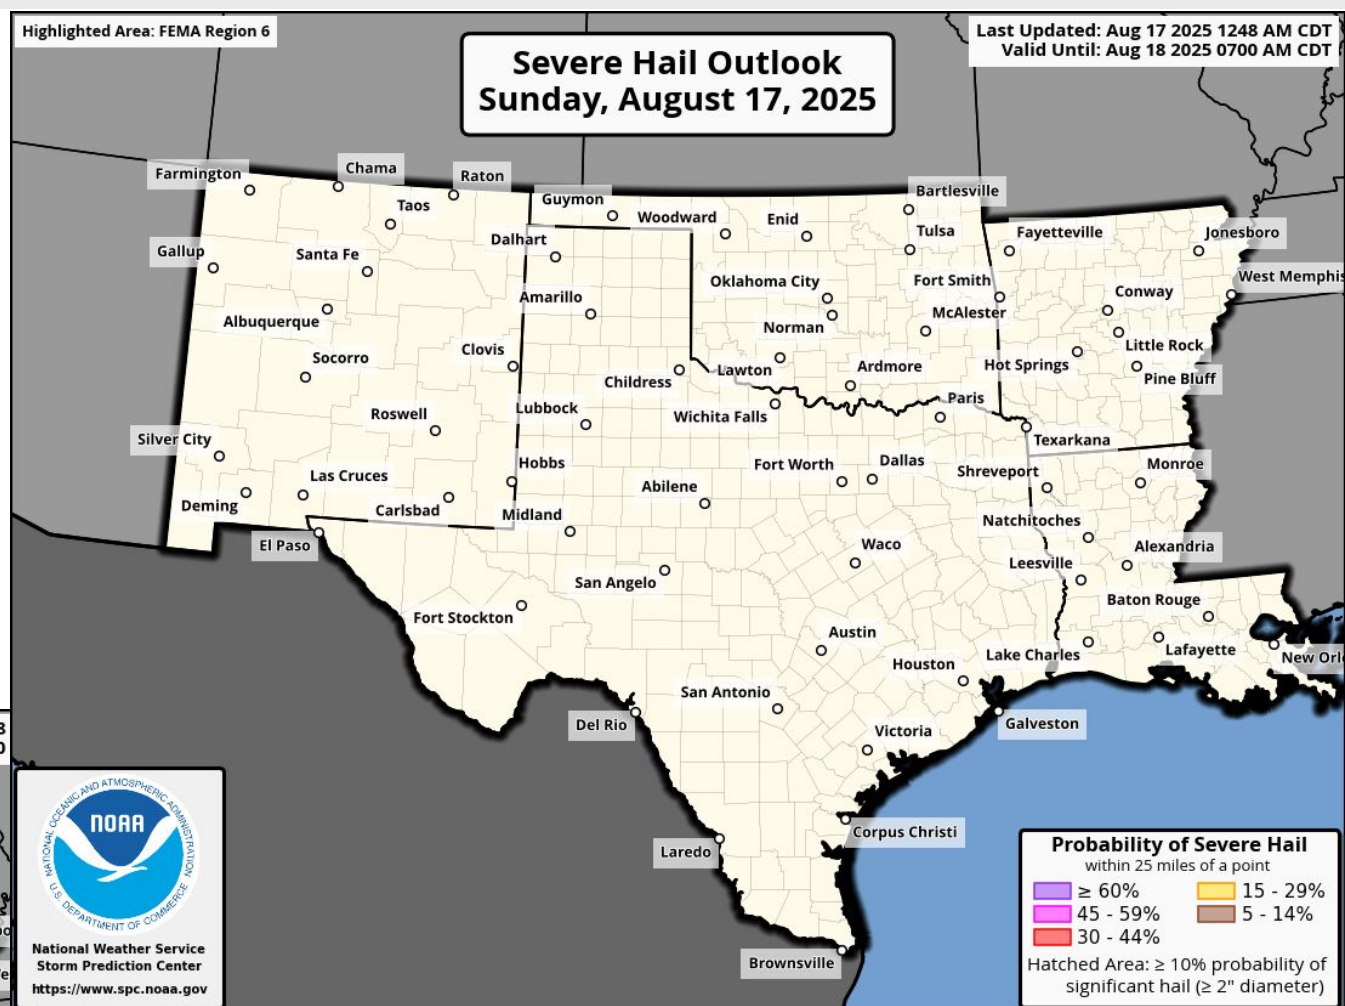 Highlighted Area: FEMA Region 6
Last Updated: Aug 17 2025 1248 AM CDT
Valid Until: Aug 18 2025 0700 AM CDT
Severe Hail Outlook
Sunday, August 17, 2025
Farmington
Chama
Raton
Taos
Guymon
Woodward
Enid
Bartlesville
Tulsa
Fayetteville
Jonesboro
Gallup
Santa Fe
Dalhart
Oklahoma City
Fort Smith
West Memphis
Albuquerque
Amarillo
Norman
McAlester
Conway
Little Rock
Socorro
Clovis
Childress
Lawton
Ardmore
Hot Springs
Pine Bluff
Roswell
Lubbock
Wichita Falls
Paris
Texarkana
Silver City
Las Cruces
Hobbs
Abilene
Fort Worth
Dallas
Shreveport
Monroe
Deming
Carlsbad
Midland
Natchitoches
El Paso
San Angelo
Waco
Leesville
Alexandria
Fort Stockton
Austin
Baton Rouge
Houston
Lake Charles
Lafayette
New Orl
San Antonio
Del Rio
Victoria
Galveston
Corpus Christi
Laredo
Brownsville
8
0
NATIONAL OCEANIC AND ATMOSPHERIC ADMINISTRATION
NOAA
U.S. DEPARTMENT OF COMMERCE
National Weather Service
Storm Prediction Center
https://www.spc.noaa.gov
Probability of Severe Hail
within 25 miles of a point
≥ 60%
15 - 29%
45 - 59%
5 - 14%
30 - 44%
Hatched Area: ≥ 10% probability of
significant hail (≥ 2" diameter)